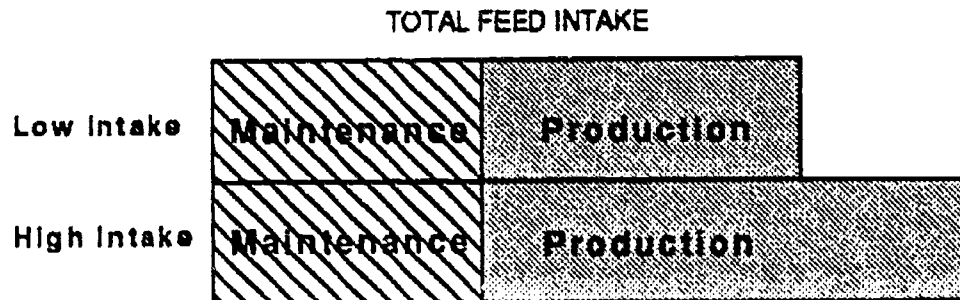 TOTAL FEED INTAKE
Low Intake Maintenance Production
High Intake Maintenance Production